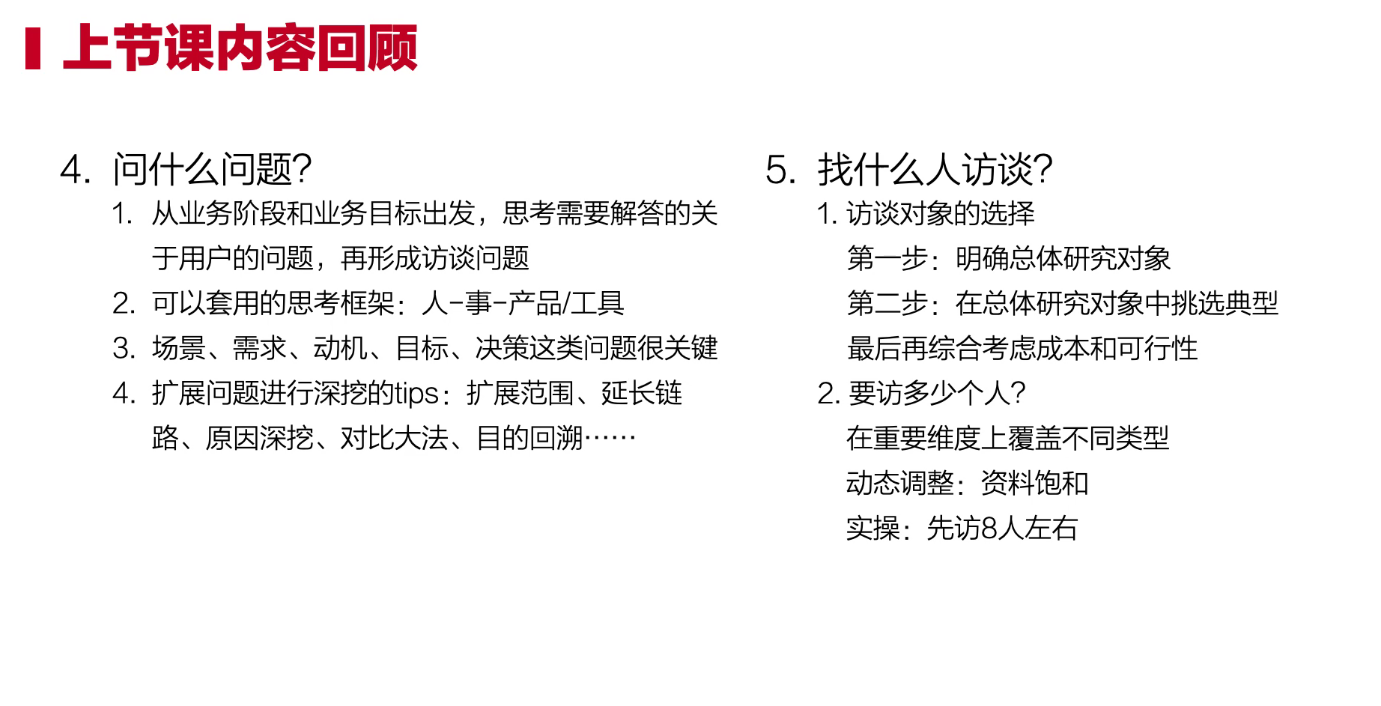 上节课内容回顾
4. 问什么问题?
1. 从业务阶段和业务目标出发，思考需要解答的关
于用户的问题，再形成访谈问题
2. 可以套用的思考框架：人-事-产品/工具
3. 场景、需求、动机、目标、决策这类问题很关键
4. 扩展问题进行深挖的tips：扩展范围、延长链
路、原因深挖、对比大法、目的回溯……
5. 找什么人访谈?
1. 访谈对象的选择
第一步：明确总体研究对象
第二步：在总体研究对象中挑选典型
最后再综合考虑成本和可行性
2. 要访多少个人?
在重要维度上覆盖不同类型
动态调整：资料饱和
实操：先访8人左右